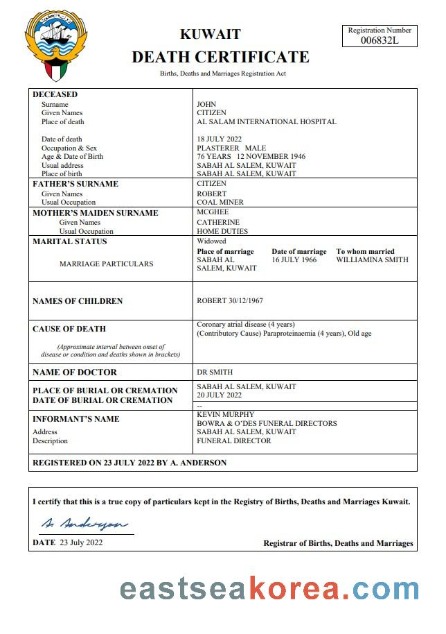 KUWAIT
DEATH CERTIFICATE
Births, Deaths and Marriages Registration Act
Registration Number
006832L
DECEASED
Surname JOHN
Given Names CITIZEN
Place of death AL SALAM INTERNATIONAL HOSPITAL
Date of death 18 JULY 2022
Occupation & Sex PLASTERER MALE
Age & Date of Birth 76 YEARS 12 NOVEMBER 1946
Usual address SABAH AL SALEM, KUWAIT
Place of birth SABAH AL SALEM, KUWAIT
FATHER'S SURNAME CITIZEN
Given Names ROBERT
Usual Occupation COAL MINER
MOTHER'S MAIDEN SURNAME MCGHEE
Given Names CATHERINE
Usual Occupation HOME DUTIES
MARITAL STATUS Widowed
Place of marriage Date of marriage To whom married
MARRIAGE PARTICULARS SABAH AL SALEM, KUWAIT 16 JULY 1966 WILLIAMINA SMITH
NAMES OF CHILDREN ROBERT 30/12/1967
CAUSE OF DEATH Coronary atrial disease (4 years)
(Contributory Cause) Paraproteinaemia (4 years), Old age
(Approximate interval between onset of
disease or condition and deaths shown in brackets)
NAME OF DOCTOR DR SMITH
PLACE OF BURIAL OR CREMATION SABAH AL SALEM, KUWAIT
DATE OF BURIAL OR CREMATION 20 JULY 2022
--
INFORMANT'S NAME KEVIN MURPHY
BOWRA & O'DES FUNERAL DIRECTORS
Address SABAH AL SALEM, KUWAIT
Description FUNERAL DIRECTOR
REGISTERED ON 23 JULY 2022 BY A. ANDERSON
I certify that this is a true copy of particulars kept in the Registry of Births, Deaths and Marriages Kuwait.
A. Anderson
DATE 23 July 2022 Registrar of Births, Deaths and Marriages
eastseakorea.com